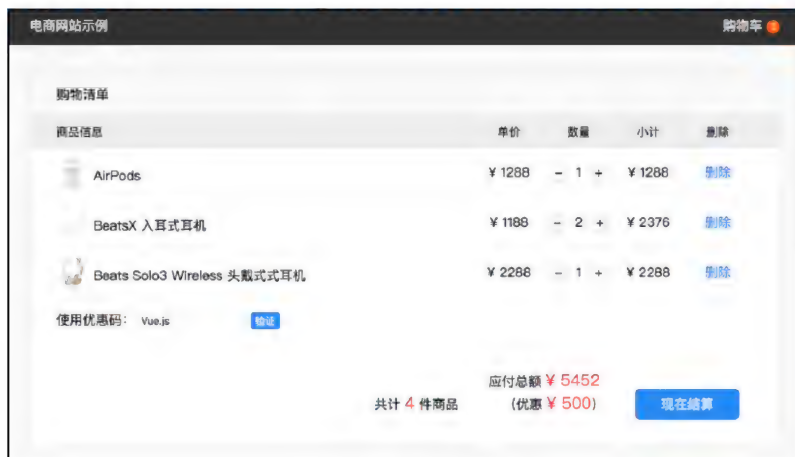 电商网站示例 购物车
购物清单
商品信息 单价 数量 小计 删除
AirPods ¥ 1288 - 1 + ¥ 1288 删除
BeatsX 入耳式耳机 ¥ 1188 - 2 + ¥ 2376 删除
Beats Solo3 Wireless 头戴式式耳机 ¥ 2288 - 1 + ¥ 2288 删除
使用优惠码： Vue.js 验证
应付总额 ¥ 5452
共计 4 件商品 (优惠 ¥ 500) 现在结算